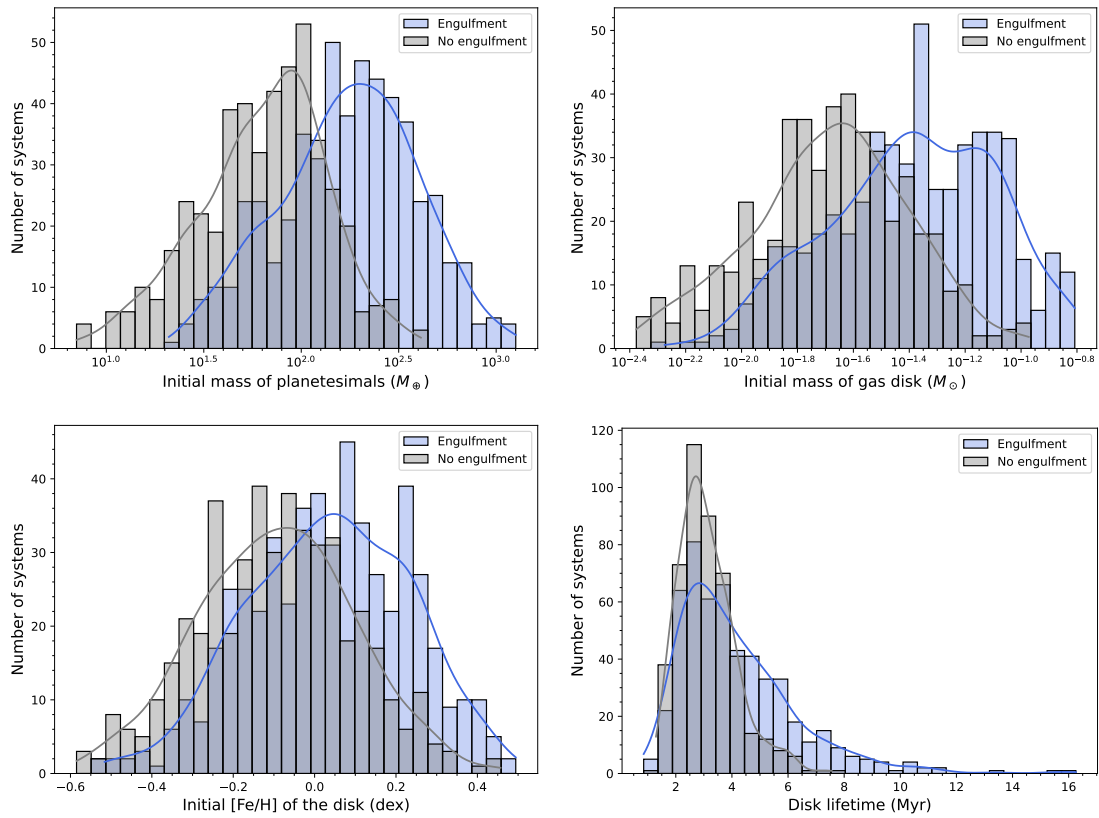 Engulfment
No engulfment
Number of systems
50
40
30
20
10
0
10^1.0 10^1.5 10^2.0 10^2.5 10^3.0
Initial mass of planetesimals (M⊕)
Engulfment
No engulfment
Number of systems
50
40
30
20
10
0
10^−2.4 10^−2.2 10^−2.0 10^−1.8 10^−1.6 10^−1.4 10^−1.2 10^−1.0 10^−0.8
Initial mass of gas disk (M⊙)
Engulfment
No engulfment
Number of systems
40
30
20
10
0
−0.6 −0.4 −0.2 0.0 0.2 0.4
Initial [Fe/H] of the disk (dex)
Engulfment
No engulfment
Number of systems
120
100
80
60
40
20
0
2 4 6 8 10 12 14 16
Disk lifetime (Myr)